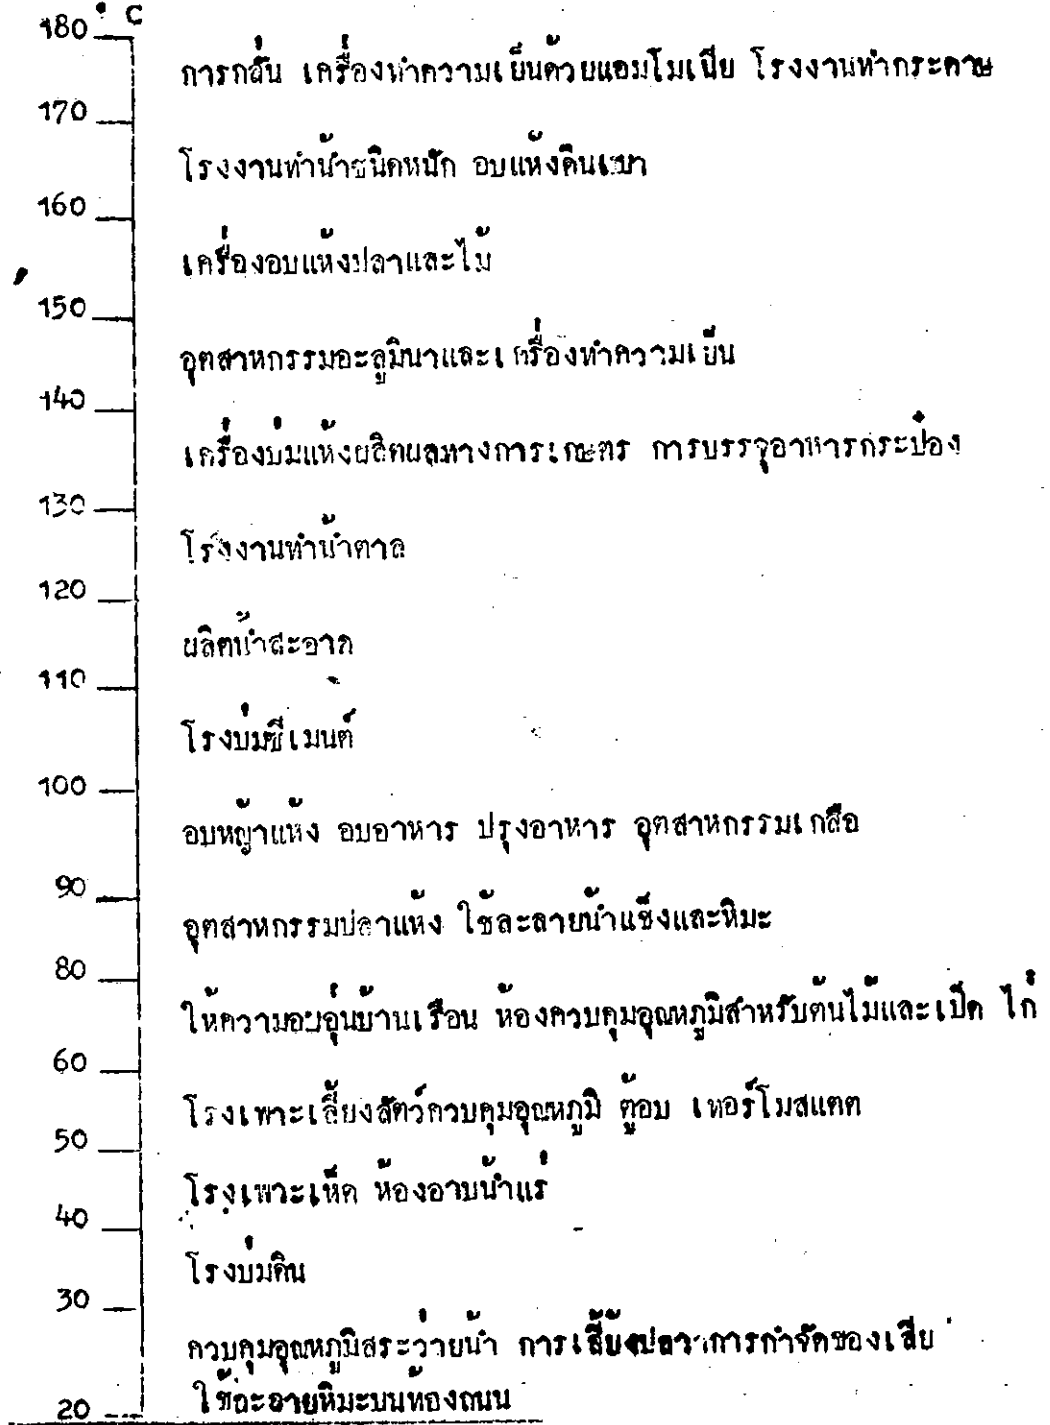 180 °C
การกลั่น เครื่องทำความเย็นด้วยแอมโมเนีย โรงงานทำกระดาษ
170
โรงงานทำน้ำชนิดหนัก อบแห้งดินเบา
160
เครื่องอบแห้งปลาและไม้
150
อุตสาหกรรมอะลูมินาและเครื่องทำความเย็น
140
เครื่องบ่มแห้งผลิตผลทางการเกษตร การบรรจุอาหารกระป๋อง
130
โรงงานทำน้ำตาล
120
ผลิตน้ำสะอาด
110
โรงบ่มซีเมนต์
100
อบหญ้าแห้ง อบอาหาร ปรุงอาหาร อุตสาหกรรมเกลือ
90
อุตสาหกรรมปลาแห้ง ใช้ละลายน้ำแข็งและหิมะ
80
ให้ความอบอุ่นบ้านเรือน ห้องควบคุมอุณหภูมิสำหรับต้นไม้และเป็ด ไก่
60
โรงเพาะเลี้ยงสัตว์ควบคุมอุณหภูมิ ตู้อบ เทอร์โมสแตต
50
โรงเพาะเห็ด ห้องอาบน้ำแร่
40
โรงบ่มดิน
30
ควบคุมอุณหภูมิสระว่ายน้ำ การเลี้ยงปลา การกำจัดของเสีย
ใช้ละลายหิมะบนท้องถนน
20